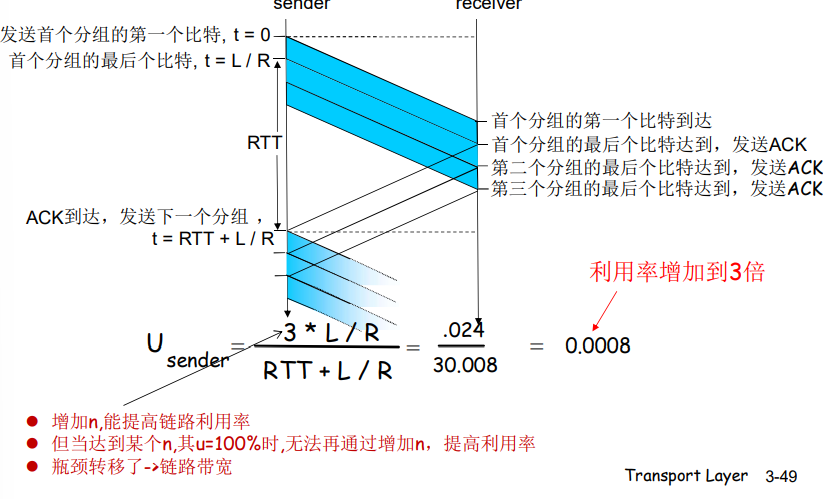 sender receiver
发送首个分组的第一个比特, t = 0
首个分组的最后个比特, t = L / R
RTT
首个分组的第一个比特到达
首个分组的最后个比特达到，发送ACK
第二个分组的最后个比特达到，发送ACK
第三个分组的最后个比特达到，发送ACK
ACK到达，发送下一个分组 ，
t = RTT + L / R
利用率增加到3倍
U sender = 3 * L / R
RTT + L / R
= .024
30.008
= 0.0008
● 增加n,能提高链路利用率
● 但当达到某个n,其u=100%时,无法再通过增加n，提高利用率
● 瓶颈转移了->链路带宽
Transport Layer 3-49